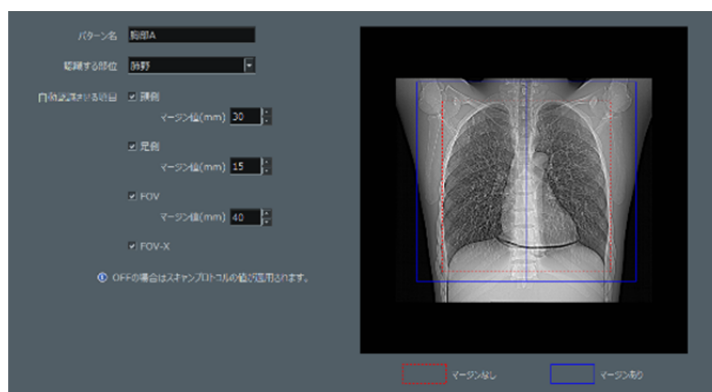 パターン名 胸部A
認識する部位 肺野
自動認識させる項目 頭側
マージン値(mm) 30
足側
マージン値(mm) 15
FOV
マージン値(mm) 40
FOV-X
OFFの場合はスキャンプロトコルの値が適用されます。
マージンなし マージンあり